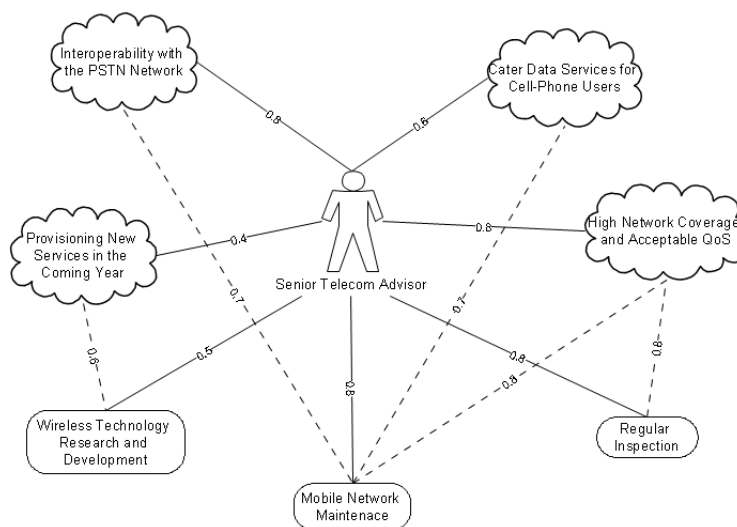 Interoperability with
the PSTN Network
Cater Data Services for
Cell-Phone Users
0.8
0.6
Provisioning New
Services in the
Coming Year
0.4
0.8
High Network Coverage
and Acceptable QoS
Senior Telecom Advisor
0.7
0.7
0.6
0.5
0.8
0.8
0.8
0.8
Wireless Technology
Research and
Development
Regular
Inspection
Mobile Network
Maintenace